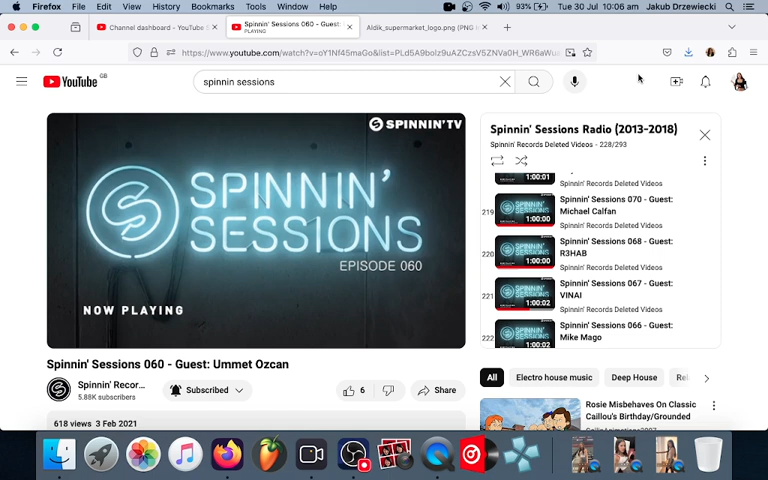 Firefox File Edit View History Bookmarks Tools Window Help 93% Tue 30 Jul 10:06 am Jakub Drzewiecki
Channel dashboard - YouTube S
Spinnin' Sessions 060 - Guest:
PLAYING
Aldik_supermarket_logo.png (PNG I
https://www.youtube.com/watch?v=oY1Nf45maGo&list=PLd5A9boIz9uAZCzsV5ZNVa0H_WR6aWu
YouTube GB
spinnin sessions
SPINNIN'TV
SPINNIN'
SESSIONS
EPISODE 060
NOW PLAYING
Spinnin' Sessions Radio (2013-2018)
Spinnin' Records Deleted Videos - 228/293
1:00:01
Spinnin' Records Deleted Videos
219
1:00:00
Spinnin' Sessions 070 - Guest:
Michael Calfan
Spinnin' Records Deleted Videos
220
1:00:00
Spinnin' Sessions 068 - Guest:
R3HAB
Spinnin' Records Deleted Videos
221
1:00:02
Spinnin' Sessions 067 - Guest:
VINAI
Spinnin' Records Deleted Videos
222
1:00:02
Spinnin' Sessions 066 - Guest:
Mike Mago
Spinnin' Sessions 060 - Guest: Ummet Ozcan
Spinnin' Recor...
5.88K subscribers
Subscribed
6
Share
618 views 3 Feb 2021
All
Electro house music
Deep House
Rel
Rosie Misbehaves On Classic
Caillou's Birthday/Grounded